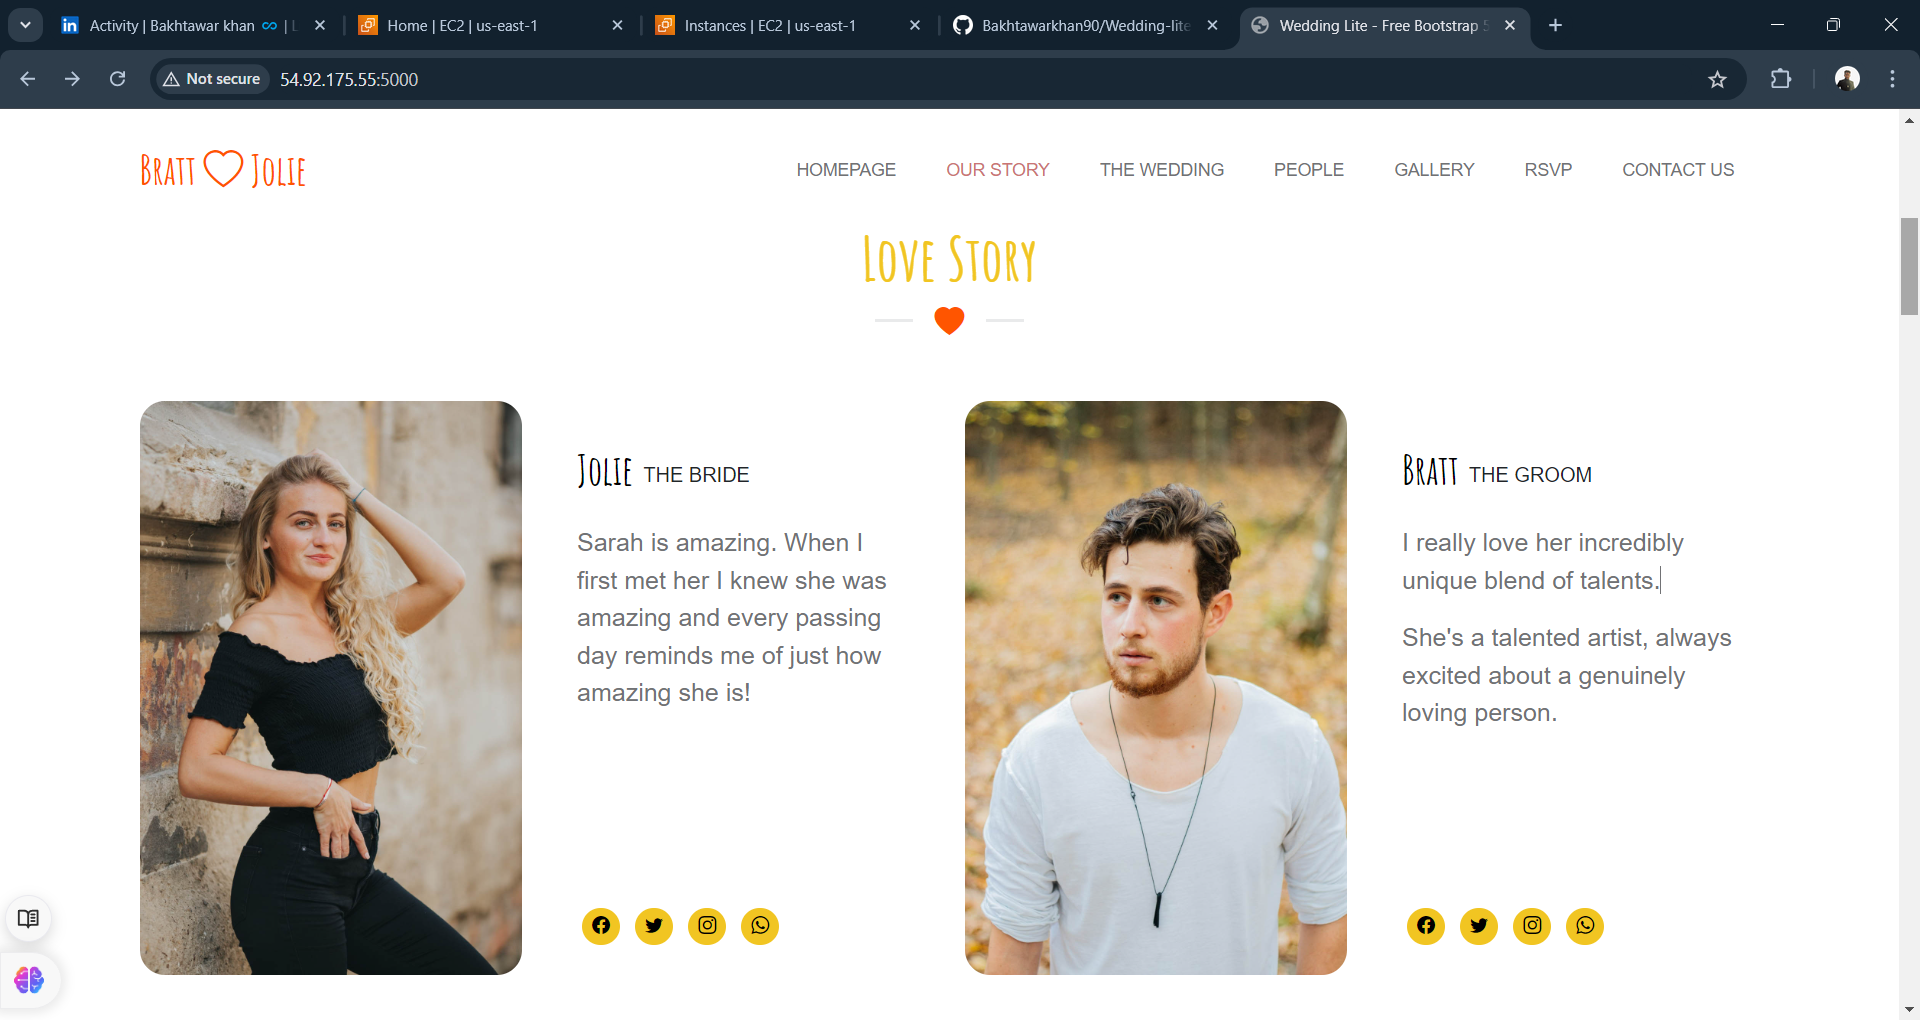 Activity | Bakhtawar khan ∞ | L
Home | EC2 | us-east-1
Instances | EC2 | us-east-1
Bakhtawarkhan90/Wedding-lite
Wedding Lite - Free Bootstrap 5
Not secure
54.92.175.55:5000
BRATT JOLIE
HOMEPAGE
OUR STORY
THE WEDDING
PEOPLE
GALLERY
RSVP
CONTACT US
LOVE STORY
JOLIE THE BRIDE
Sarah is amazing. When I
first met her I knew she was
amazing and every passing
day reminds me of just how
amazing she is!
BRATT THE GROOM
I really love her incredibly
unique blend of talents.
She's a talented artist, always
excited about a genuinely
loving person.